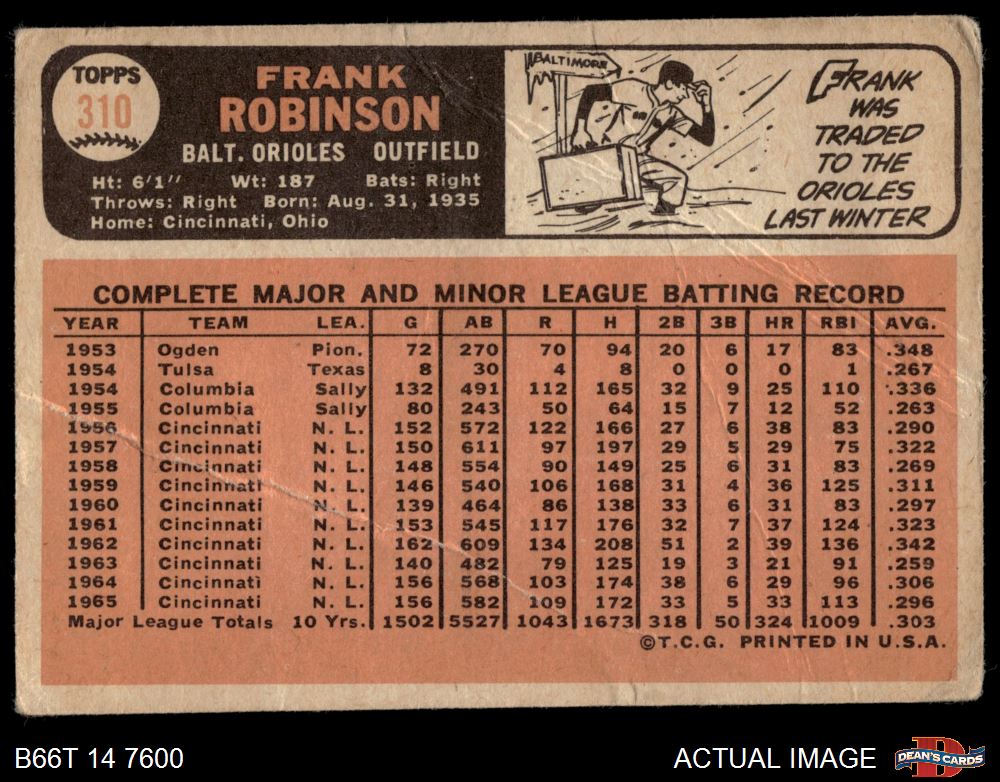 TOPPS
310
FRANK
ROBINSON
BALT. ORIOLES OUTFIELD
Ht: 6'1'' Wt: 187 Bats: Right
Throws: Right Born: Aug. 31, 1935
Home: Cincinnati, Ohio
BALTIMORE
FRANK
WAS
TRADED
TO THE
ORIOLES
LAST WINTER
COMPLETE MAJOR AND MINOR LEAGUE BATTING RECORD
YEAR TEAM LEA. G AB R H 2B 3B HR RBI AVG.
1953 Ogden Pion. 72 270 70 94 20 6 17 83 .348
1954 Tulsa Texas 8 30 4 8 0 0 0 1 .267
1954 Columbia Sally 132 491 112 165 32 9 25 110 .336
1955 Columbia Sally 80 243 50 64 15 7 12 52 .263
1956 Cincinnati N. L. 152 572 122 166 27 6 38 83 .290
1957 Cincinnati N. L. 150 611 97 197 29 5 29 75 .322
1958 Cincinnati N. L. 148 554 90 149 25 6 31 83 .269
1959 Cincinnati N. L. 146 540 106 168 31 4 36 125 .311
1960 Cincinnati N. L. 139 464 86 138 33 6 31 83 .297
1961 Cincinnati N. L. 153 545 117 176 32 7 37 124 .323
1962 Cincinnati N. L. 162 609 134 208 51 2 39 136 .342
1963 Cincinnati N. L. 140 482 79 125 19 3 21 91 .259
1964 Cincinnati N. L. 156 568 103 174 38 6 29 96 .306
1965 Cincinnati N. L. 156 582 109 172 33 5 33 113 .296
Major League Totals 10 Yrs. 1502 5527 1043 1673 318 50 324 1009 .303
©T.C.G. PRINTED IN U.S.A.
B66T 14 7600
ACTUAL IMAGE
D
DEAN'S CARDS